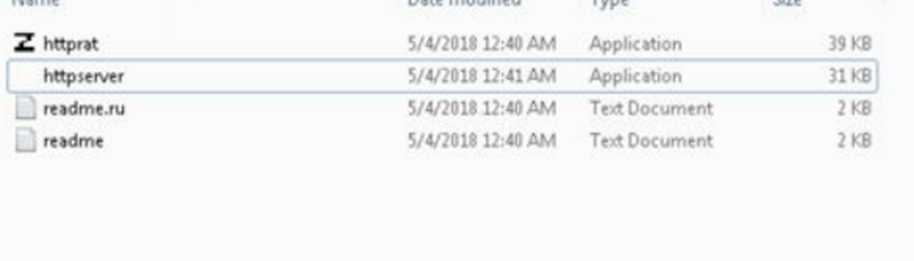 Name Date modified Type Size
httprat 5/4/2018 12:40 AM Application 39 KB
httpserver 5/4/2018 12:41 AM Application 31 KB
readme.ru 5/4/2018 12:40 AM Text Document 2 KB
readme 5/4/2018 12:40 AM Text Document 2 KB